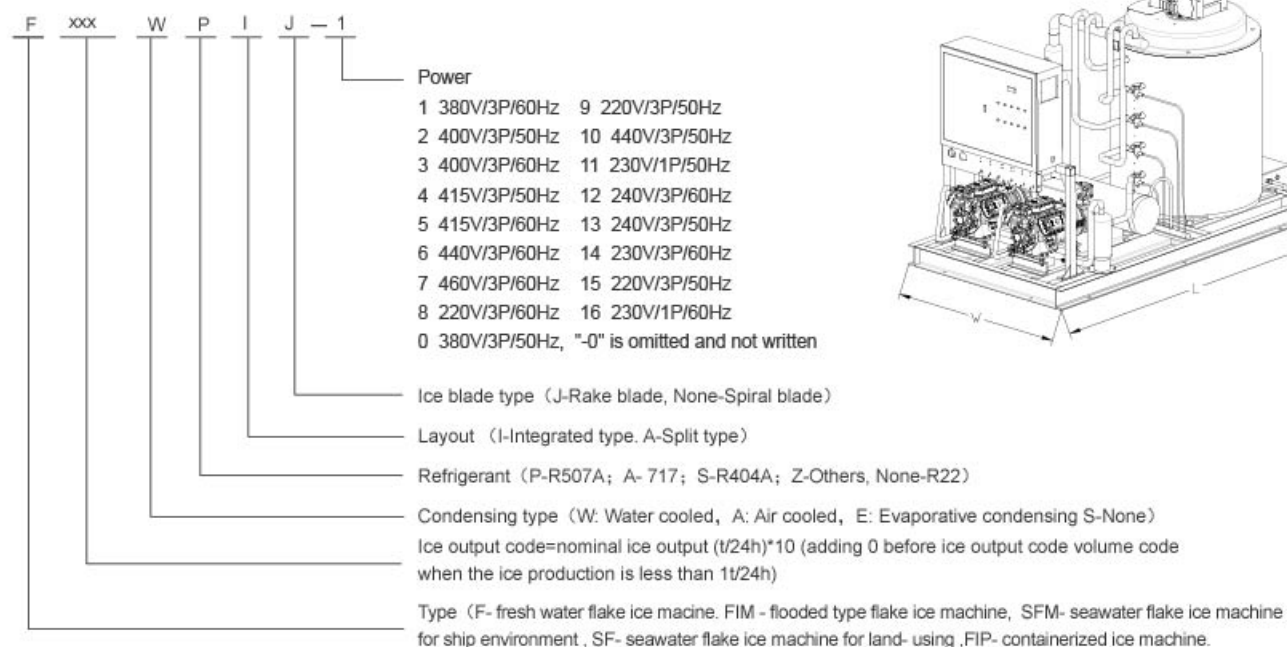 F xxx W P I J — 1
Power
1 380V/3P/60Hz 9 220V/3P/50Hz
2 400V/3P/50Hz 10 440V/3P/50Hz
3 400V/3P/60Hz 11 230V/1P/50Hz
4 415V/3P/50Hz 12 240V/3P/60Hz
5 415V/3P/60Hz 13 240V/3P/50Hz
6 440V/3P/60Hz 14 230V/3P/60Hz
7 460V/3P/60Hz 15 220V/3P/50Hz
8 220V/3P/60Hz 16 230V/1P/60Hz
0 380V/3P/50Hz, "-0" is omitted and not written
W
L
Ice blade type（J-Rake blade, None-Spiral blade）
Layout （I-Integrated type. A-Split type）
Refrigerant（P-R507A；A- 717；S-R404A；Z-Others, None-R22）
Condensing type（W: Water cooled，A: Air cooled，E: Evaporative condensing S-None）
Ice output code=nominal ice output (t/24h)*10 (adding 0 before ice output code volume code
when the ice production is less than 1t/24h)
Type（F- fresh water flake ice macine. FIM - flooded type flake ice machine, SFM- seawater flake ice machine
for ship environment , SF- seawater flake ice machine for land- using ,FIP- containerized ice machine.